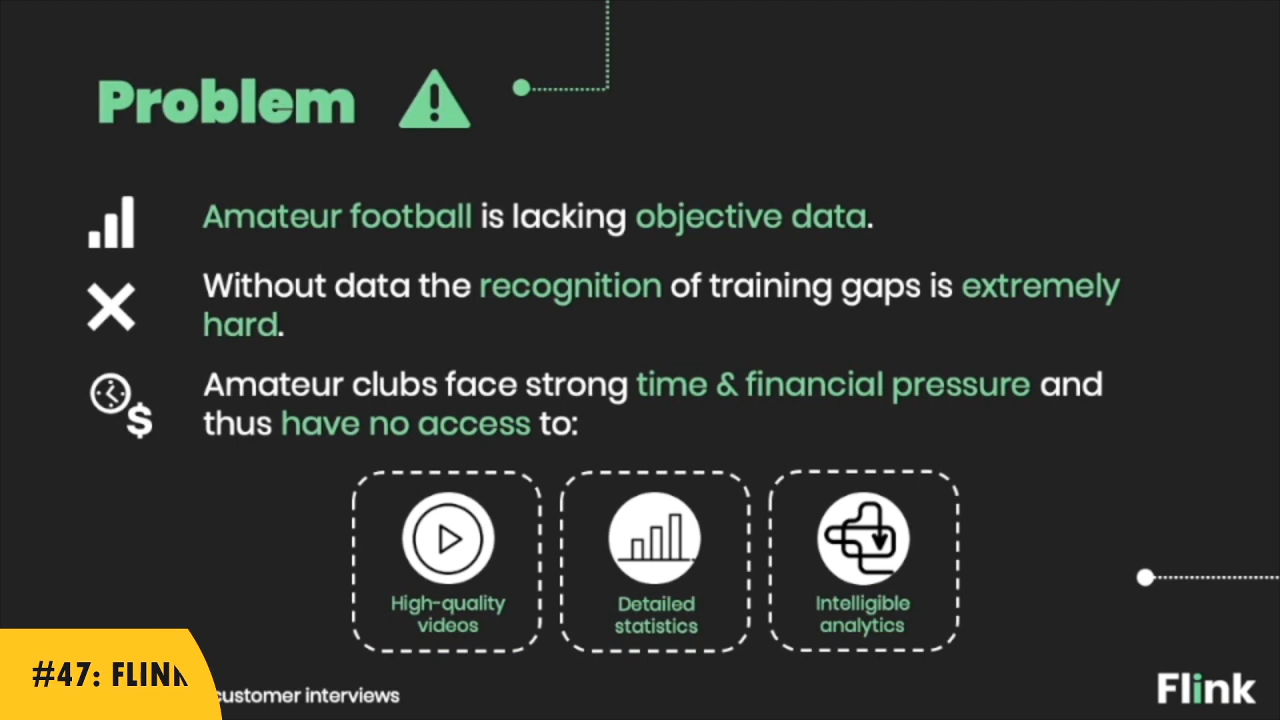 Problem
Amateur football is lacking objective data.
Without data the recognition of training gaps is extremely
hard.
Amateur clubs face strong time & financial pressure and
thus have no access to:
High-quality
videos
Detailed
statistics
Intelligible
analytics
#47: FLINK
customer interviews
Flink